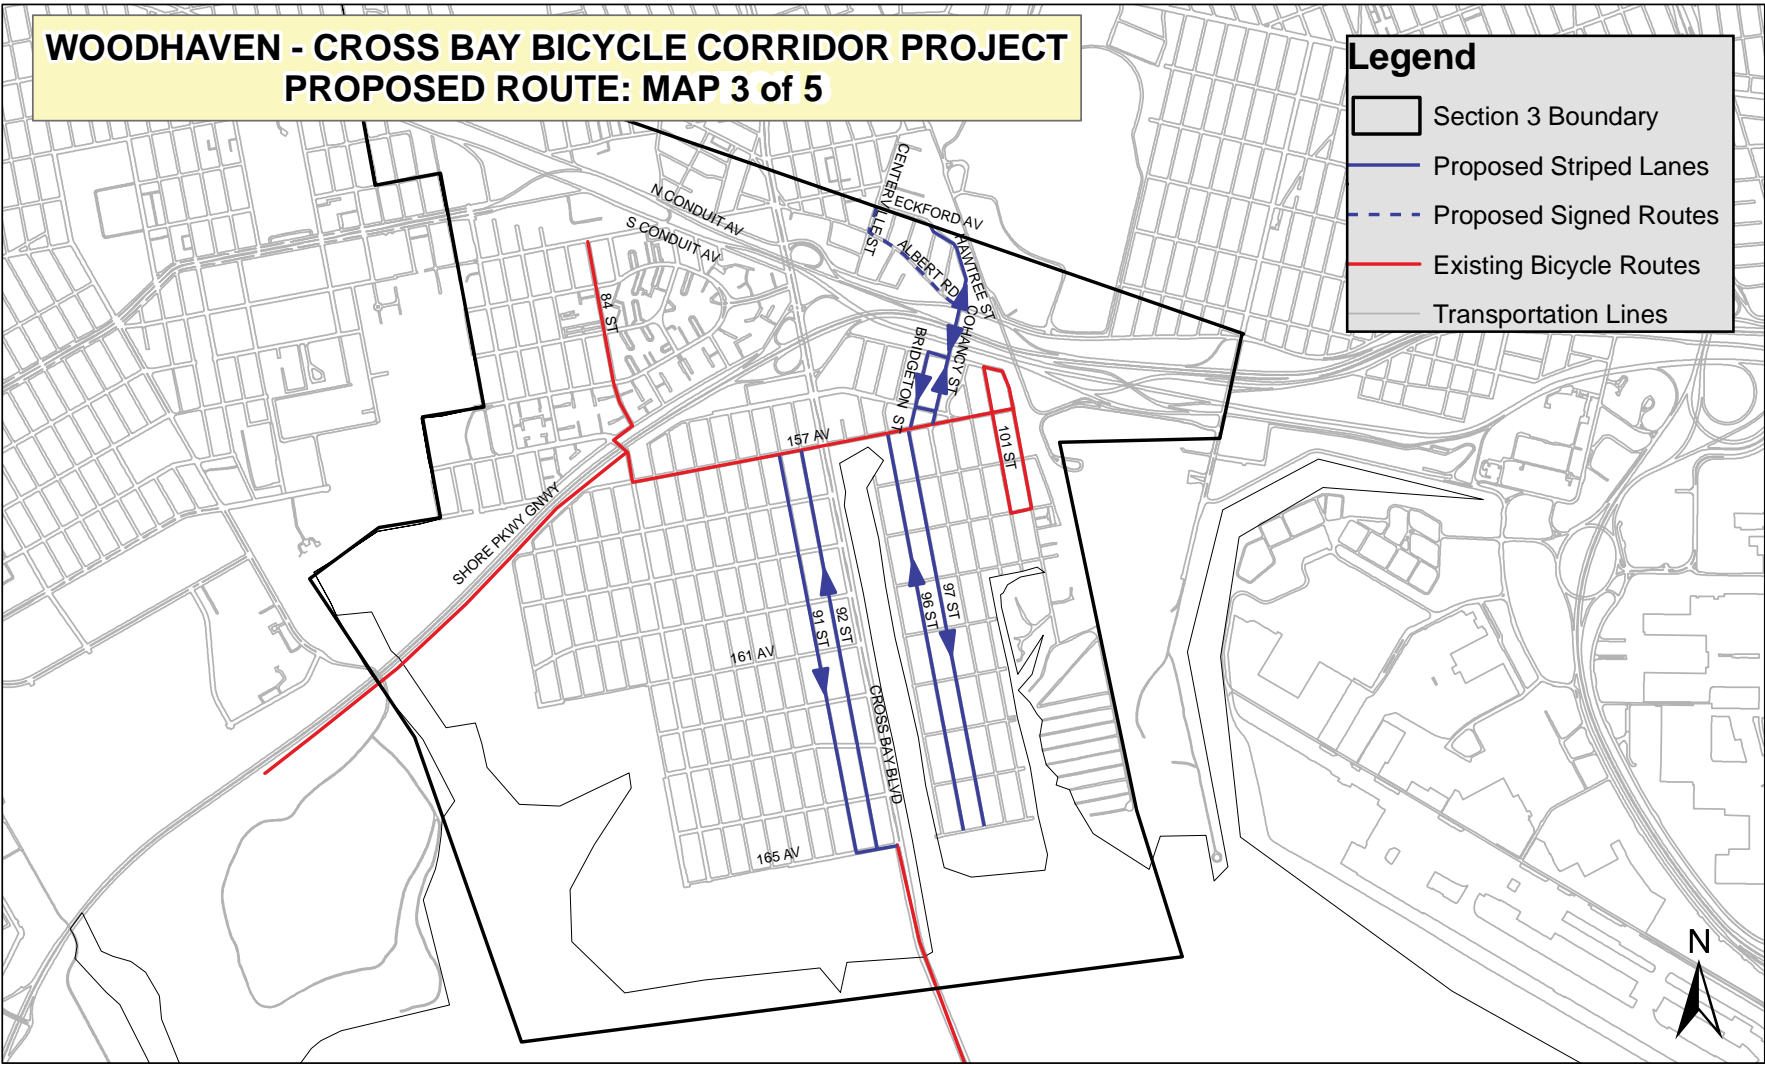 WOODHAVEN - CROSS BAY BICYCLE CORRIDOR PROJECT
PROPOSED ROUTE: MAP 3 of 5
Legend
Section 3 Boundary
Proposed Striped Lanes
Proposed Signed Routes
Existing Bicycle Routes
Transportation Lines
CENTERVILLE ST
ECKFORD AV
N CONDUIT AV
S CONDUIT AV
ALBERT RD
HAWTREE ST
84 ST
COHANCY ST
BRIDGETON ST
157 AV
101 ST
SHORE PKWY GNWY
91 ST
92 ST
96 ST
97 ST
161 AV
CROSS BAY BLVD
165 AV
N